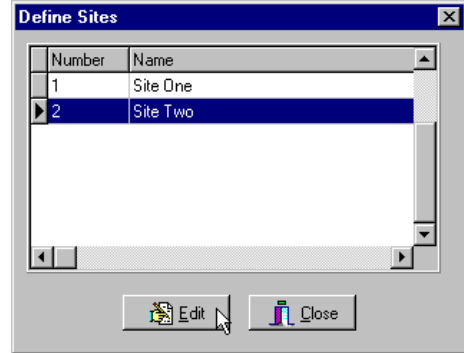 Define Sites
Number Name
1 Site One
2 Site Two
Edit Close